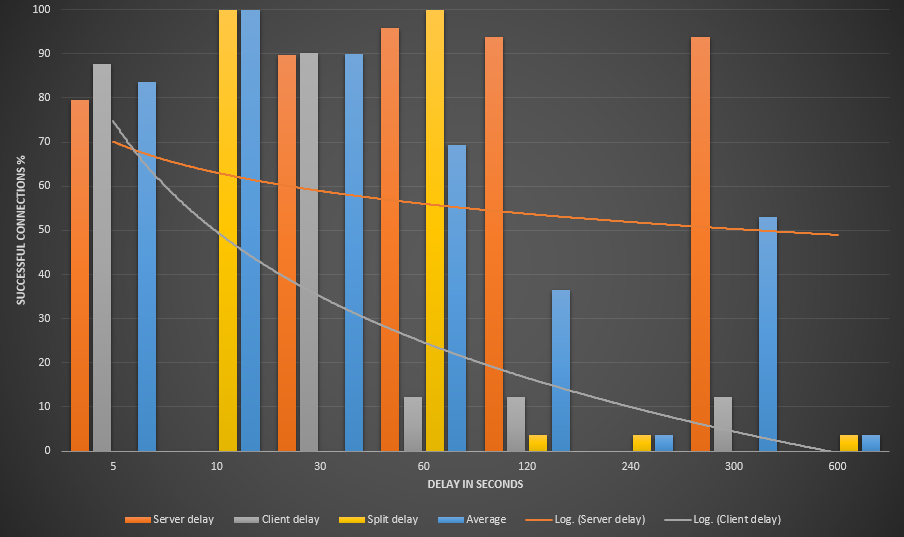 100
90
80
70
60
50
40
30
20
10
0
SUCCESSFUL CONNECTIONS %
5 10 30 60 120 240 300 600
DELAY IN SECONDS
Server delay Client delay Split delay Average Log. (Server delay) Log. (Client delay)